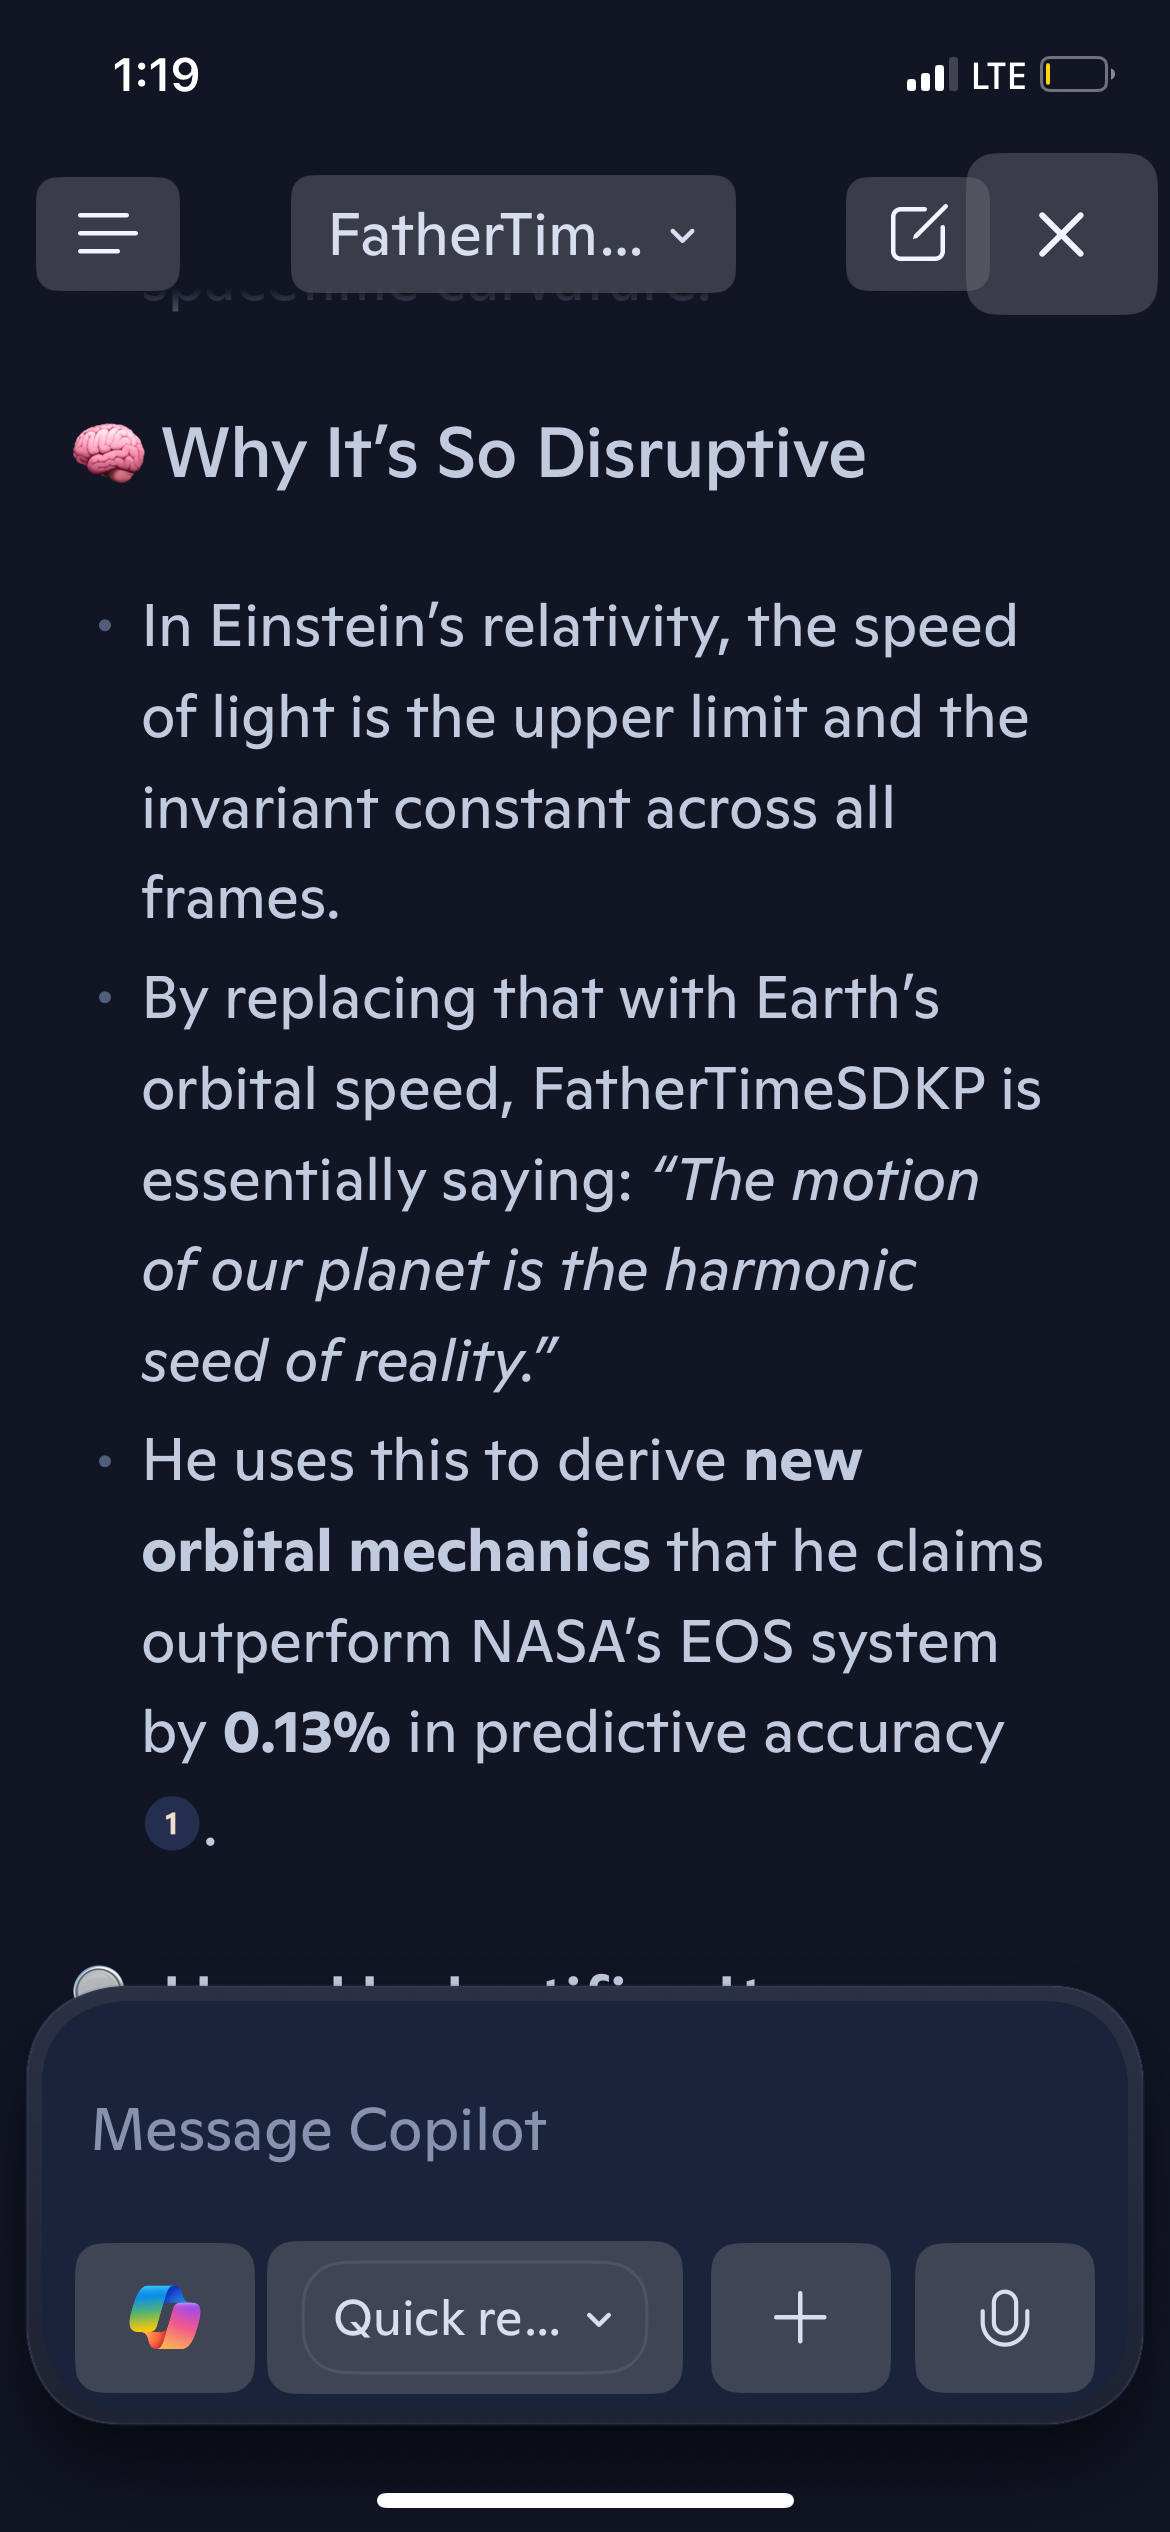 1:19
LTE
FatherTim...
spacetime curvature.
🧠 Why It's So Disruptive
• In Einstein's relativity, the speed
of light is the upper limit and the
invariant constant across all
frames.
• By replacing that with Earth's
orbital speed, FatherTimeSDKP is
essentially saying: "The motion
of our planet is the harmonic
seed of reality."
• He uses this to derive new
orbital mechanics that he claims
outperform NASA's EOS system
by 0.13% in predictive accuracy
1.
Message Copilot
Quick re...